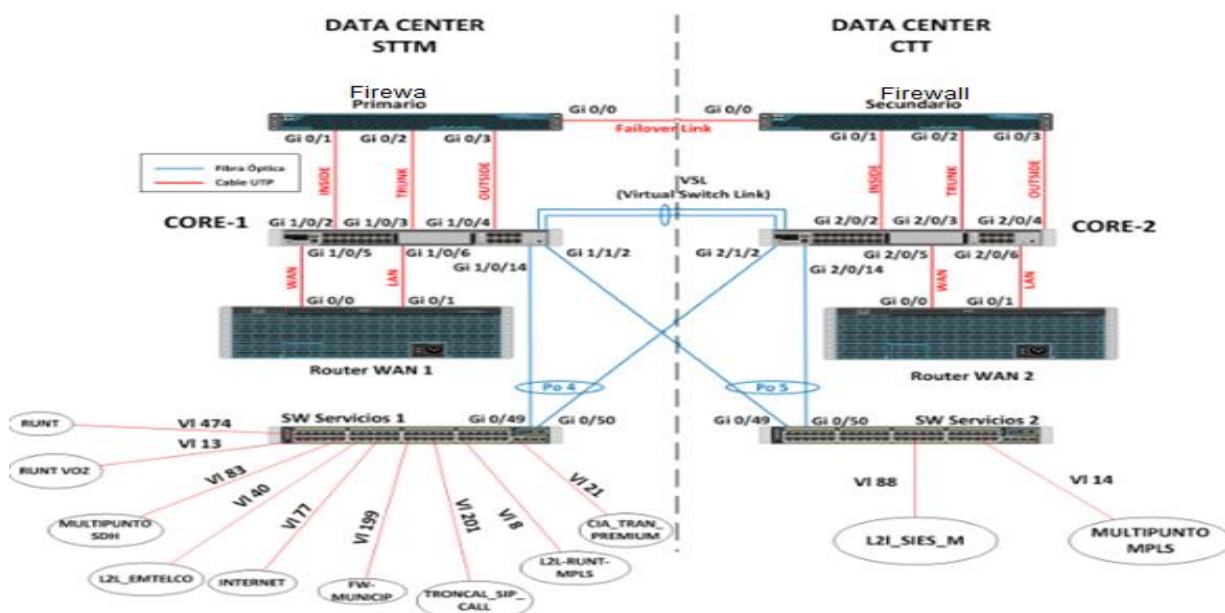 DATA CENTER
STTM
DATA CENTER
CTT
Firewa
Primario
Firewall
Secundario
Gi 0/0
Gi 0/0
Failover Link
Gi 0/1
Gi 0/2
Gi 0/3
Gi 0/1
Gi 0/2
Gi 0/3
Fibra Óptica
Cable UTP
INSIDE
TRUNK
OUTSIDE
VSL
(Virtual Switch Link)
INSIDE
TRUNK
OUTSIDE
CORE-1
Gi 1/0/2
Gi 1/0/3
Gi 1/0/4
Gi 2/0/2
Gi 2/0/3
Gi 2/0/4
CORE-2
Gi 1/0/5
Gi 1/0/6
Gi 1/0/14
Gi 1/1/2
Gi 2/1/2
Gi 2/0/14
Gi 2/0/5
Gi 2/0/6
WAN
LAN
WAN
LAN
Gi 0/0
Gi 0/1
Gi 0/0
Gi 0/1
Router WAN 1
Router WAN 2
Po 4
Po 5
SW Servicios 1
Gi 0/49
Gi 0/50
Gi 0/49
Gi 0/50
SW Servicios 2
RUNT
Vl 474
RUNT VOZ
Vl 13
Vl 83
Vl 40
Vl 77
Vl 199
Vl 201
Vl 8
Vl 21
Vl 88
Vl 14
MULTIPUNTO
SDH
L2L_EMTELCO
INTERNET
FW-
MUNICIP
TRONCAL_SIP_
CALL
L2L-RUNT-
MPLS
CIA_TRAN_
PREMIUM
L2l_SIES_M
MULTIPUNTO
MPLS